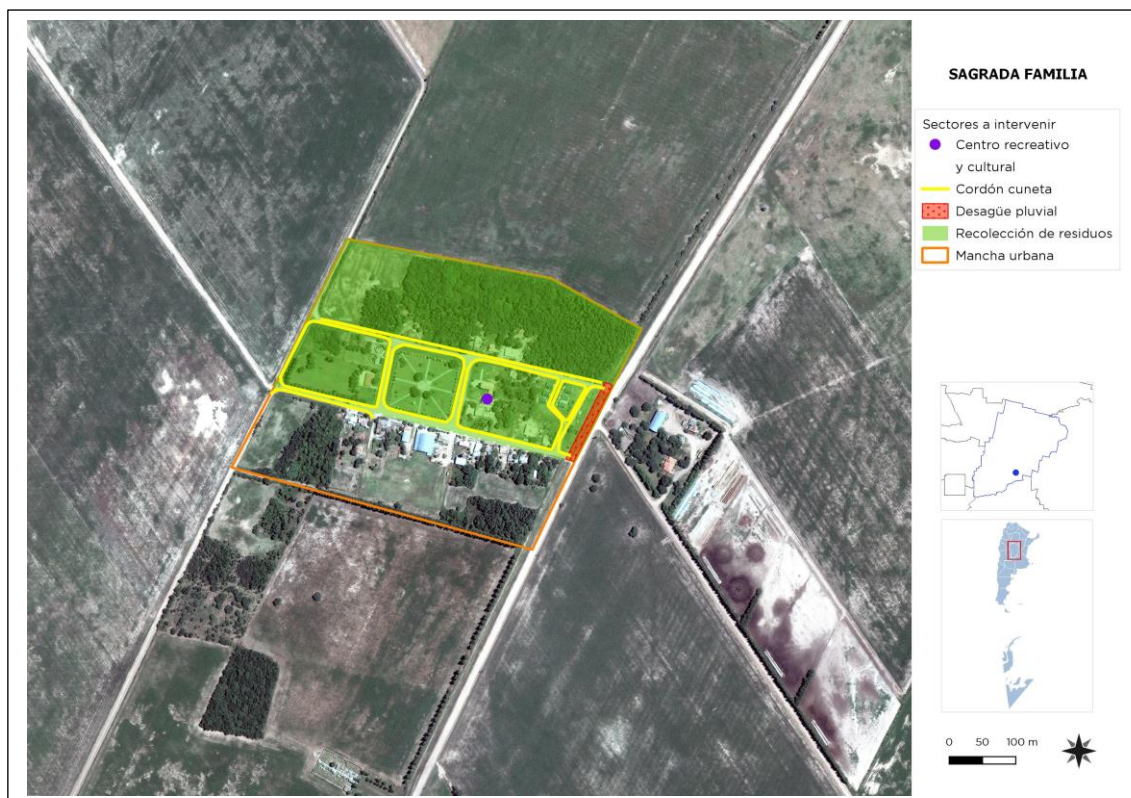 SAGRADA FAMILIA
Sectores a intervenir
Centro recreativo
y cultural
Cordón cuneta
Desagüe pluvial
Recolección de residuos
Mancha urbana
0 50 100 m